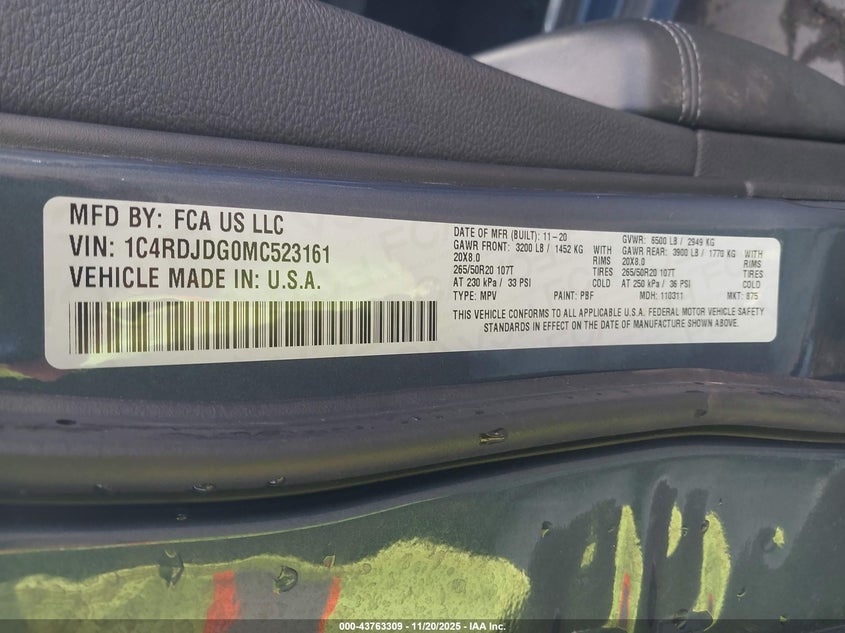 MFD BY: FCA US LLC
VIN: 1C4RDJDG0MC523161
VEHICLE MADE IN: U.S.A.
DATE OF MFR (BUILT): 11-20 GVWR: 6500 LB / 2949 KG
GAWR FRONT: 3200 LB / 1452 KG WITH GAWR REAR: 3900 LB / 1770 KG WITH
20X8.0 RIMS 20X8.0 RIMS
265/50R20 107T TIRES 265/50R20 107T TIRES
AT 230 kPa / 33 PSI COLD AT 250 kPa / 36 PSI COLD
TYPE: MPV PAINT: PBF MDH: 110311 MKT: 875
THIS VEHICLE CONFORMS TO ALL APPLICABLE U.S.A. FEDERAL MOTOR VEHICLE SAFETY
STANDARDS IN EFFECT ON THE DATE OF MANUFACTURE SHOWN ABOVE.
000-43763309 - 11/20/2025 - IAA Inc.